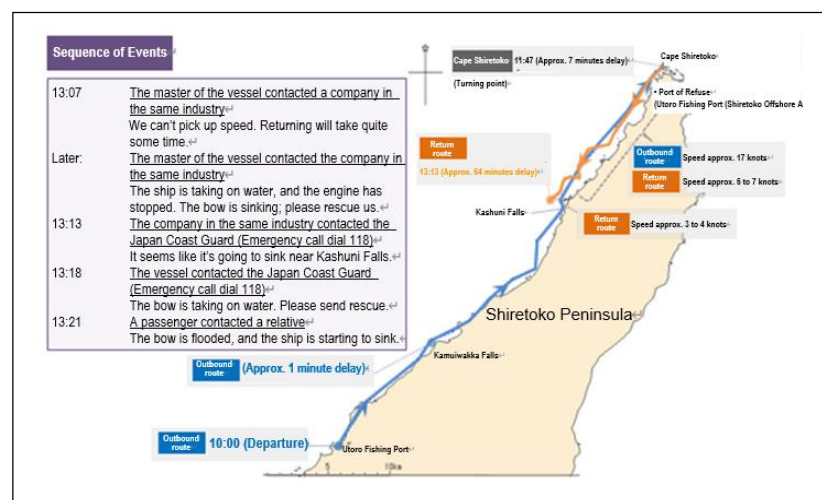 Sequence of Events
13:07 The master of the vessel contacted a company in
the same industry
We can't pick up speed. Returning will take quite
some time.
Later: The master of the vessel contacted the company in
the same industry
The ship is taking on water, and the engine has
stopped. The bow is sinking; please rescue us.
13:13 The company in the same industry contacted the
Japan Coast Guard (Emergency call dial 118)
It seems like it's going to sink near Kashuni Falls.
13:18 The vessel contacted the Japan Coast Guard
(Emergency call dial 118)
The bow is taking on water. Please send rescue.
13:21 A passenger contacted a relative
The bow is flooded, and the ship is starting to sink.
Cape Shiretoko
Cape Shiretoko 11:47 (Approx. 7 minutes delay)
(Turning point)
• Port of Refuse
(Utoro Fishing Port (Shiretoko Offshore A
Return
route
13:13 (Approx. 64 minutes delay)
Outbound
route
Speed approx. 17 knots
Return
route
Speed approx. 6 to 7 knots
Kashuni Falls
Return
route
Speed approx. 3 to 4 knots
Shiretoko Peninsula
Outbound
route
(Approx. 1 minute delay)
Kamuiwakka Falls
Outbound
route
10:00 (Departure)
Utoro Fishing Port
5 10km